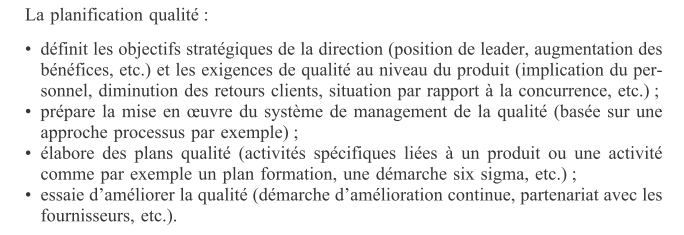 La planification qualité :
• définit les objectifs stratégiques de la direction (position de leader, augmentation des
bénéfices, etc.) et les exigences de qualité au niveau du produit (implication du per-
sonnel, diminution des retours clients, situation par rapport à la concurrence, etc.) ;
• prépare la mise en œuvre du système de management de la qualité (basée sur une
approche processus par exemple) ;
• élabore des plans qualité (activités spécifiques liées à un produit ou une activité
comme par exemple un plan formation, une démarche six sigma, etc.) ;
• essaie d’améliorer la qualité (démarche d’amélioration continue, partenariat avec les
fournisseurs, etc.).